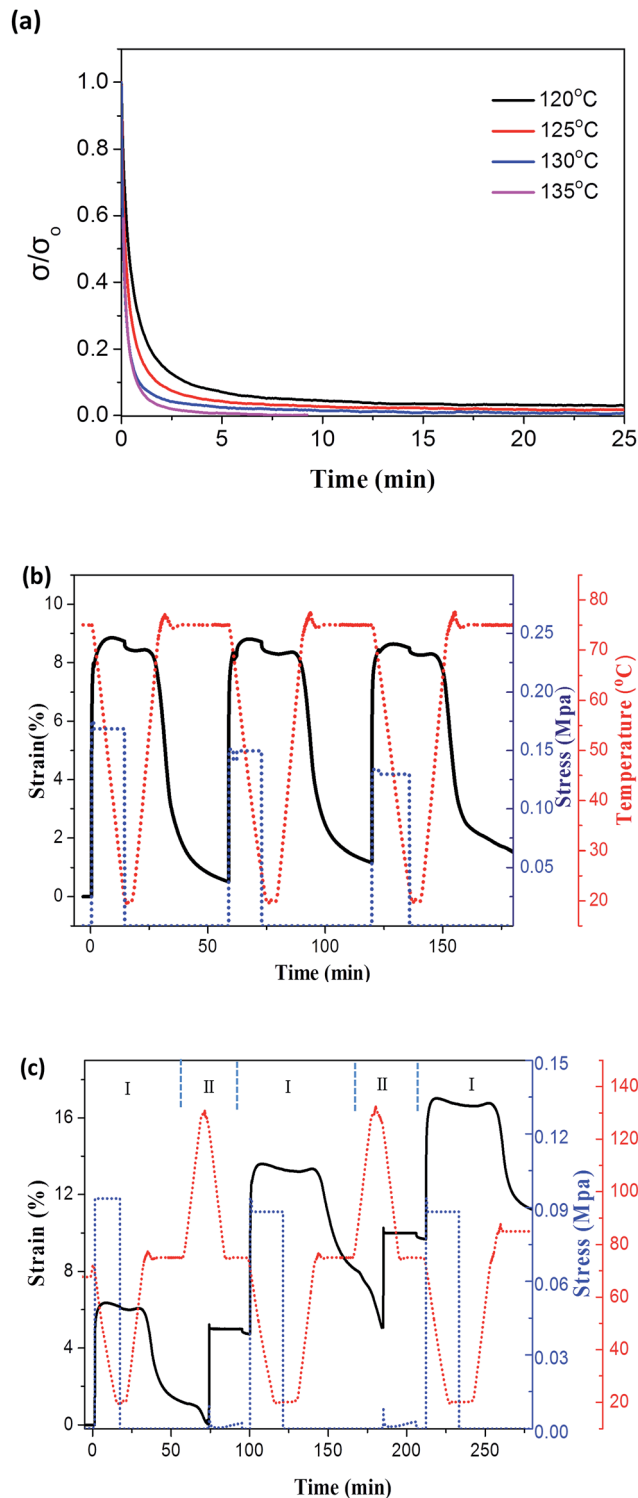 (a)
σ/σo
1.0
0.8
0.6
0.4
0.2
0.0
120°C
125°C
130°C
135°C
0 5 10 15 20 25
Time (min)
(b)
Strain(%)
10
8
6
4
2
0
0.25
0.20
0.15
0.10
0.05
Stress (Mpa)
80
70
60
50
40
30
20
Temperature (°C)
0 50 100 150
Time (min)
(c)
Strain (%)
16
12
8
4
0
I II I II I
0.15
0.12
0.09
0.06
0.03
0.00
Stress (Mpa)
140
120
100
80
60
40
20
0 50 100 150 200 250
Time (min)